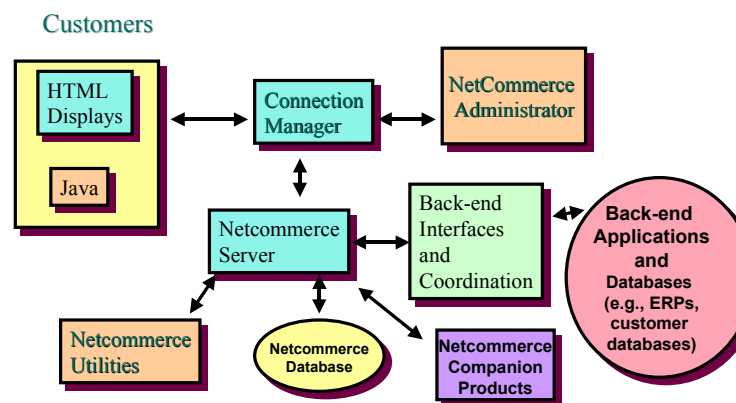 Customers
HTML
Displays
Java
Connection
Manager
NetCommerce
Administrator
Netcommerce
Server
Back-end
Interfaces
and
Coordination
Back-end
Applications
and
Databases
(e.g., ERPs,
customer
databases)
Netcommerce
Utilities
Netcommerce
Database
Netcommerce
Companion
Products